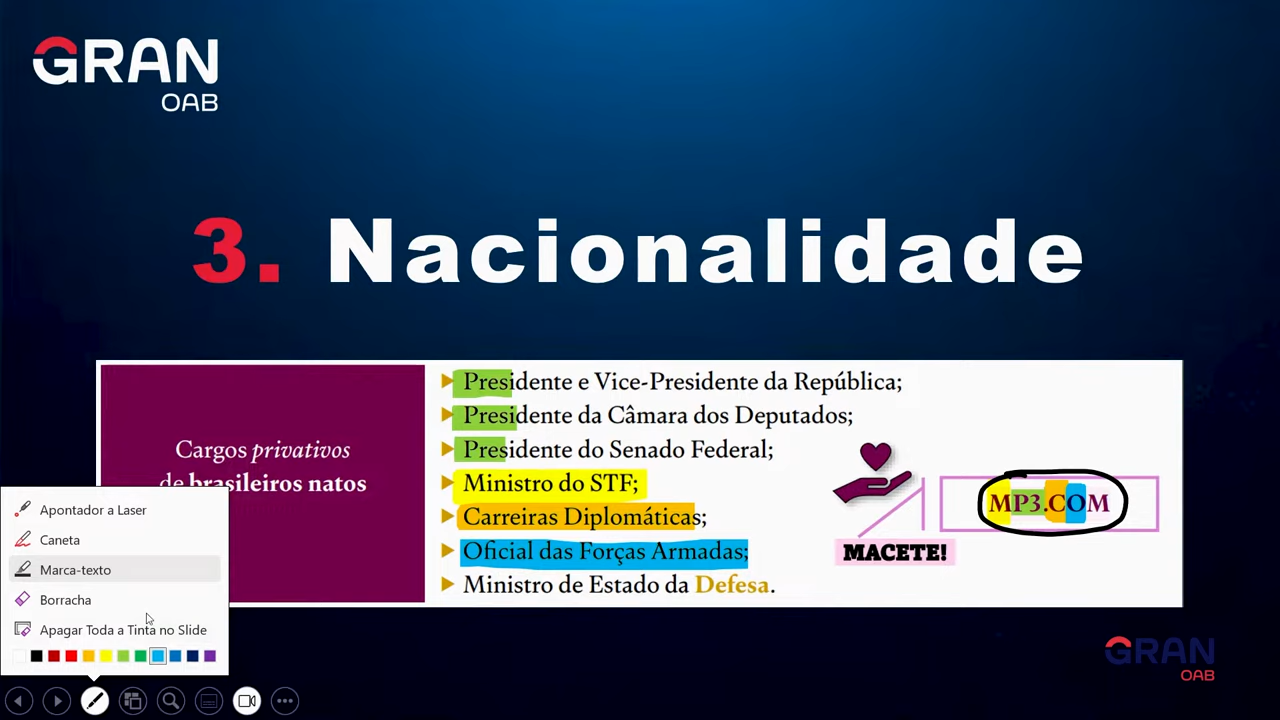 GRAN
OAB
3. Nacionalidade
Cargos privativos
de brasileiros natos
Presidente e Vice-Presidente da República;
Presidente da Câmara dos Deputados;
Presidente do Senado Federal;
Ministro do STF;
Carreiras Diplomáticas;
Oficial das Forças Armadas;
Ministro de Estado da Defesa.
MP3.COM
MACETE!
Apontador a Laser
Caneta
Marca-texto
Borracha
Apagar Toda a Tinta no Slide
GRAN
OAB